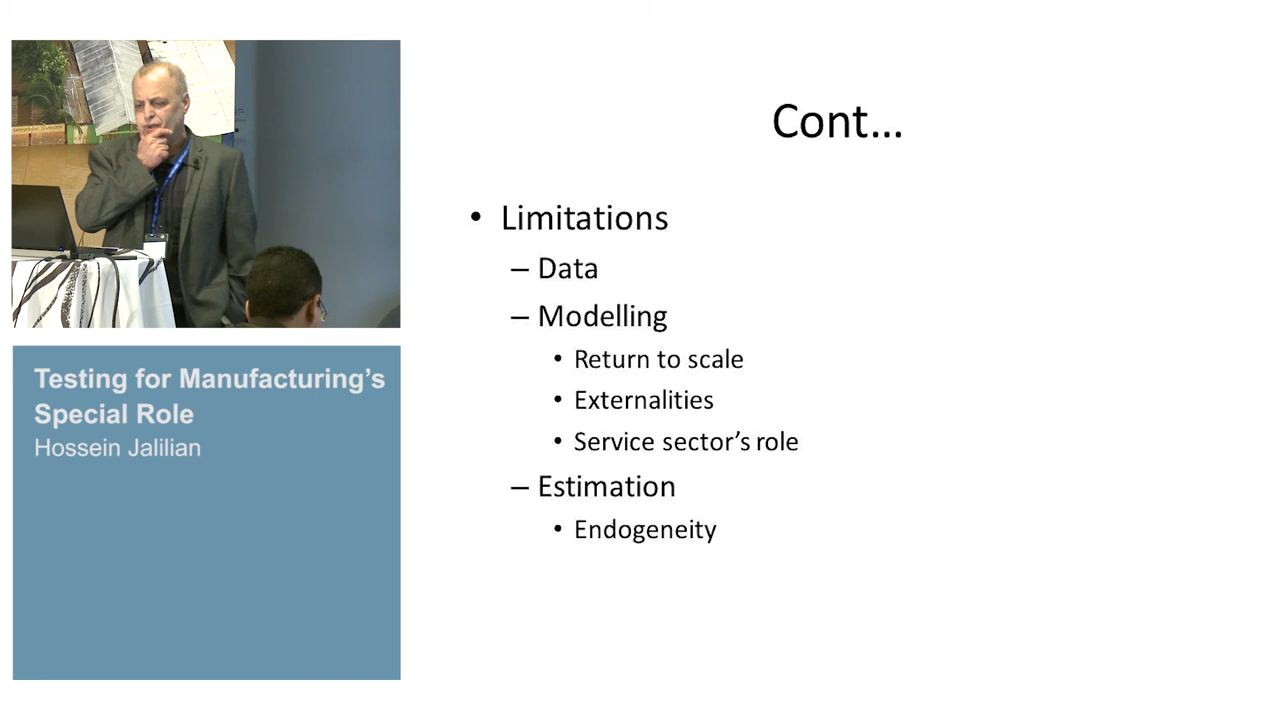 Cont…
• Limitations
– Data
– Modelling
• Return to scale
• Externalities
• Service sector's role
– Estimation
• Endogeneity
Testing for Manufacturing's
Special Role
Hossein Jalilian